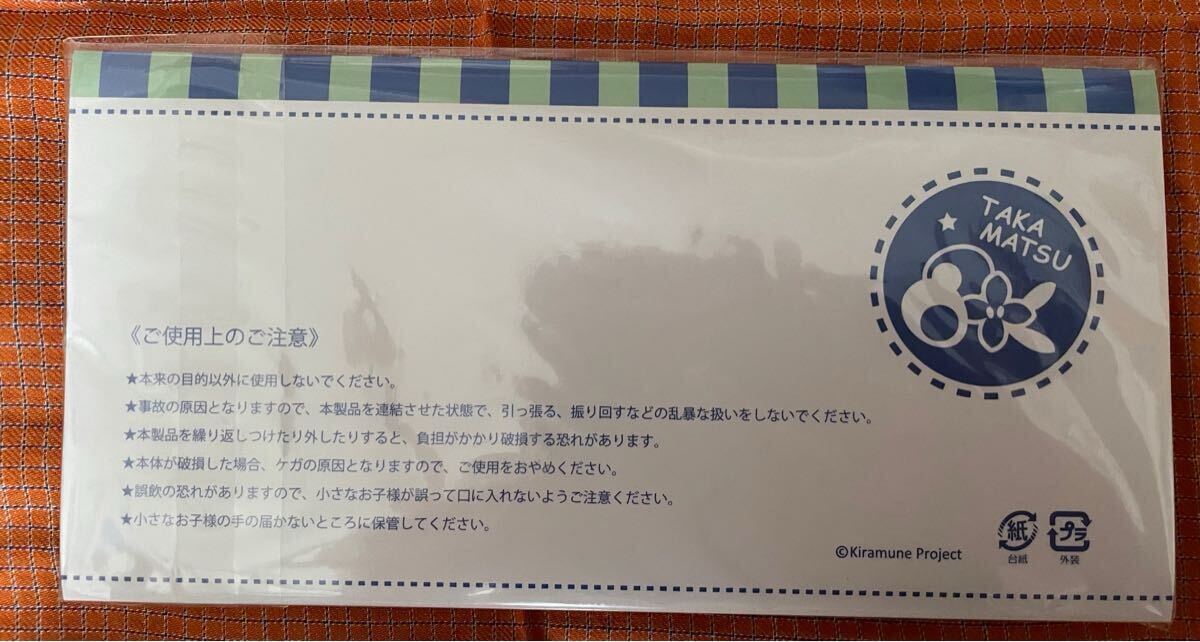 TAKA
MATSU
《ご使用上のご注意》
★本来の目的以外に使用しないでください。
★事故の原因となりますので、本製品を連結させた状態で、引っ張る、振り回すなどの乱暴な扱いをしないでください。
★本製品を繰り返しつけたり外したりすると、負担がかかり破損する恐れがあります。
★本体が破損した場合、ケガの原因となりますので、ご使用をおやめください。
★誤飲の恐れがありますので、小さなお子様が誤って口に入れないようご注意ください。
★小さなお子様の手の届かないところに保管してください。
©Kiramune Project
紙
台紙
プラ
外装